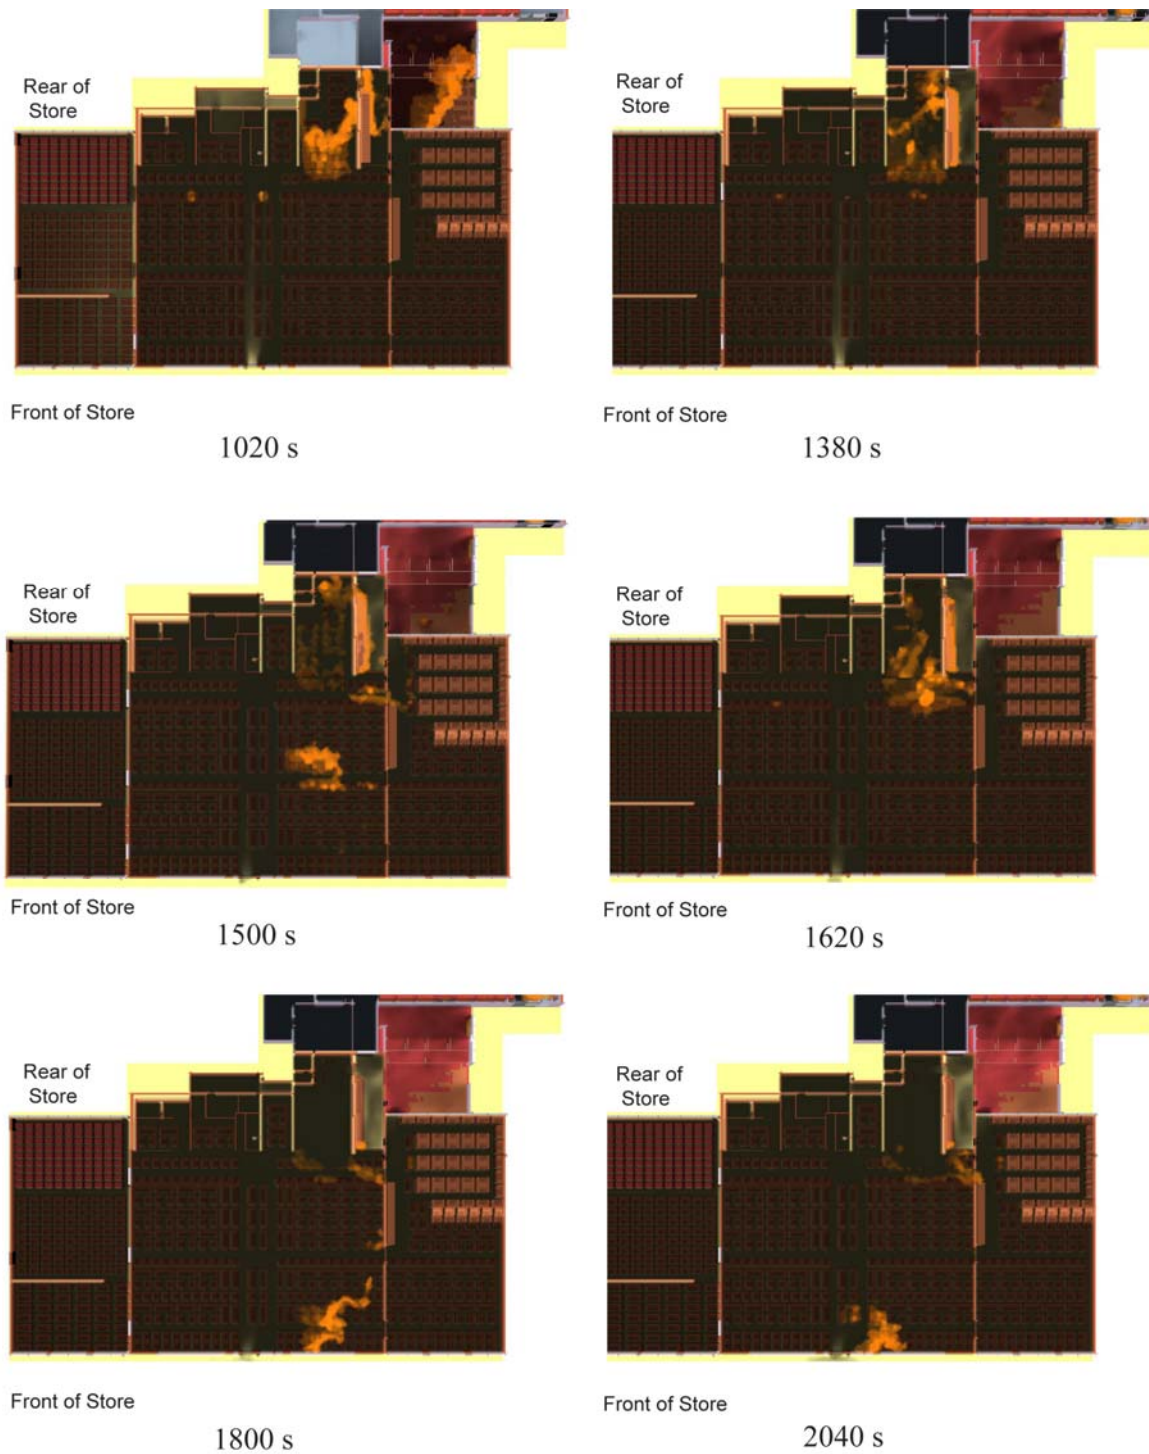 Rear of
Store
Rear of
Store
Front of Store
Front of Store
1020 s
1380 s
Rear of
Store
Rear of
Store
Front of Store
Front of Store
1500 s
1620 s
Rear of
Store
Rear of
Store
Front of Store
Front of Store
1800 s
2040 s